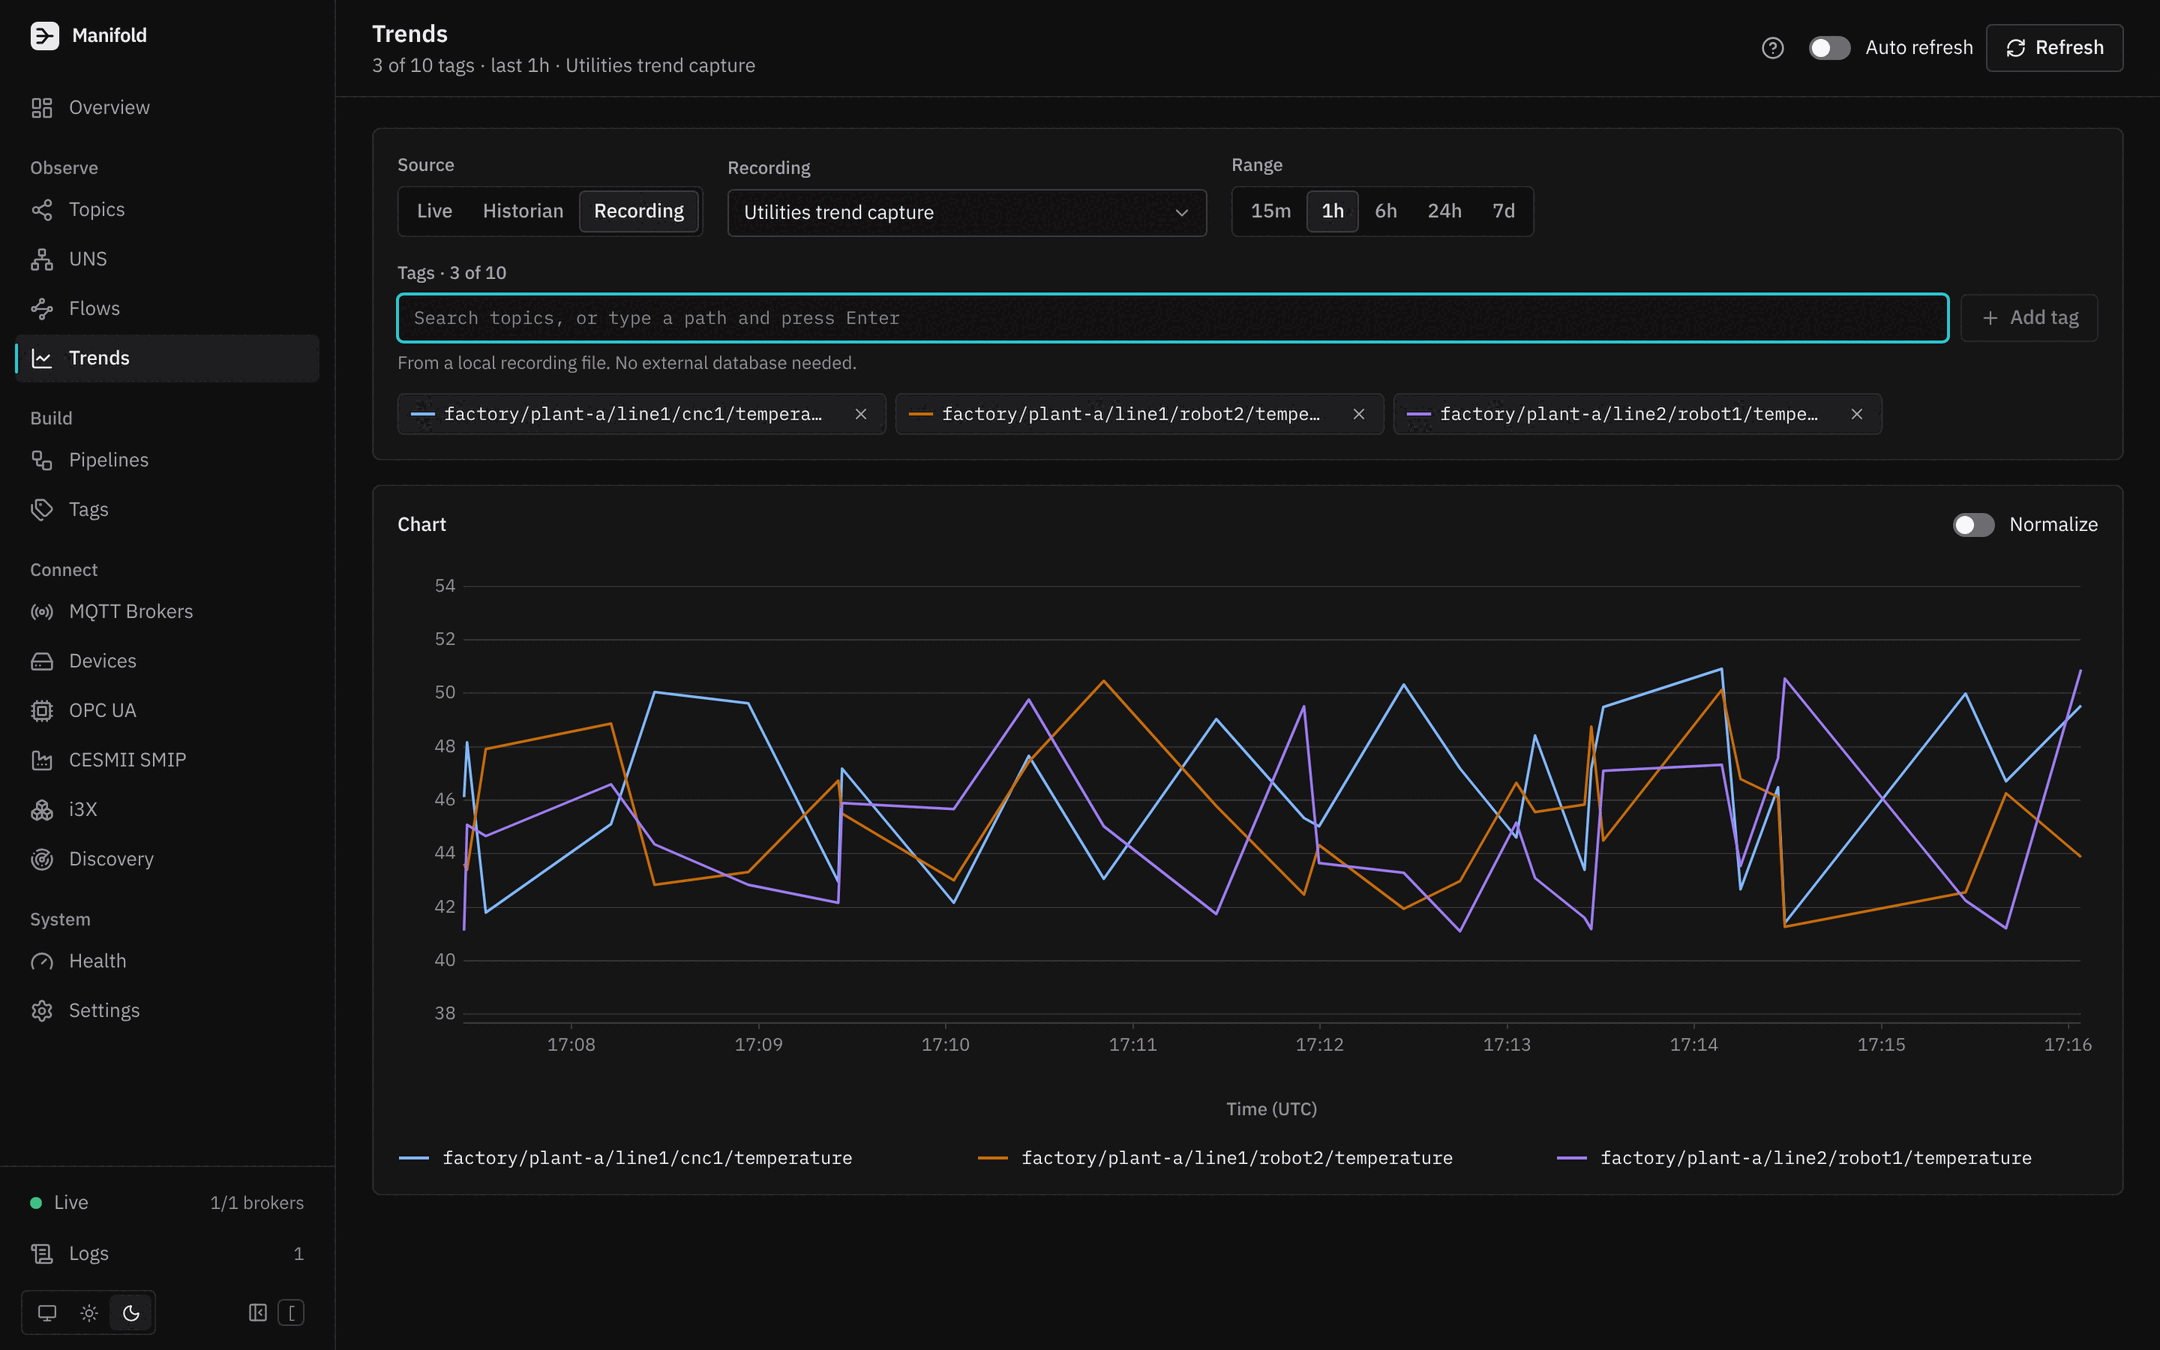 Manifold
Overview
Observe
Topics
UNS
Flows
Trends
Build
Pipelines
Tags
Connect
MQTT Brokers
Devices
OPC UA
CESMII SMIP
i3X
Discovery
System
Health
Settings
Live 1/1 brokers
Logs 1
[
Trends
3 of 10 tags · last 1h · Utilities trend capture
Auto refresh
Refresh
Source
Live Historian Recording
Recording
Utilities trend capture
Range
15m 1h 6h 24h 7d
Tags · 3 of 10
Search topics, or type a path and press Enter
+ Add tag
From a local recording file. No external database needed.
factory/plant-a/line1/cnc1/tempera…
factory/plant-a/line1/robot2/tempe…
factory/plant-a/line2/robot1/tempe…
Chart
Normalize
54
52
50
48
46
44
42
40
38
17:08 17:09 17:10 17:11 17:12 17:13 17:14 17:15 17:16
Time (UTC)
factory/plant-a/line1/cnc1/temperature
factory/plant-a/line1/robot2/temperature
factory/plant-a/line2/robot1/temperature